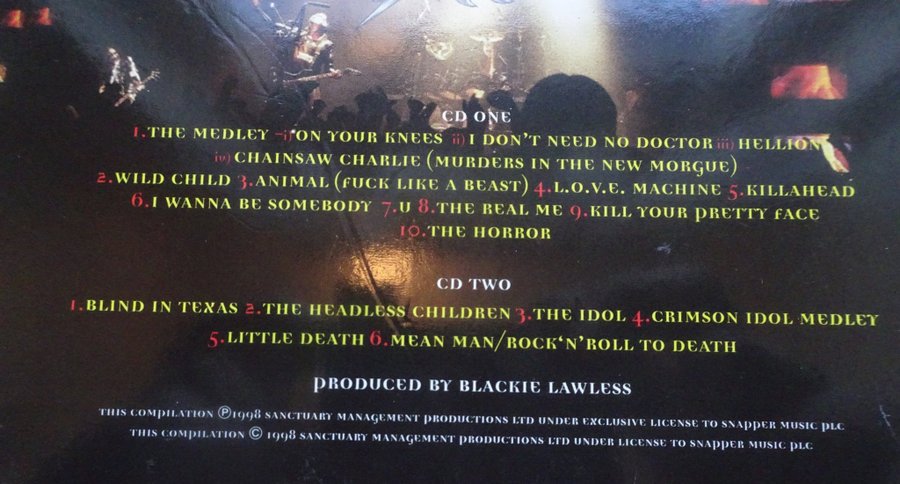 CD ONE
1.THE MEDLEY -i) ON YOUR KNEES ii) I DON'T NEED NO DOCTOR iii) HELLION
iv) CHAINSAW CHARLIE (MURDERS IN THE NEW MORGUE)
2.WILD CHILD 3.ANIMAL (FUCK LIKE A BEAST) 4.L.O.V.E. MACHINE 5.KILLAHEAD
6.I WANNA BE SOMEBODY 7.U 8.THE REAL ME 9.KILL YOUR PRETTY FACE
10.THE HORROR
CD TWO
1.BLIND IN TEXAS 2.THE HEADLESS CHILDREN 3.THE IDOL 4.CRIMSON IDOL MEDLEY
5.LITTLE DEATH 6.MEAN MAN/ROCK‘N’ROLL TO DEATH
PRODUCED BY BLACKIE LAWLESS
THIS COMPILATION ℗1998 SANCTUARY MANAGEMENT PRODUCTIONS LTD UNDER EXCLUSIVE LICENSE TO SNAPPER MUSIC PLC
THIS COMPILATION © 1998 SANCTUARY MANAGEMENT PRODUCTIONS LTD UNDER LICENSE TO SNAPPER MUSIC PLC